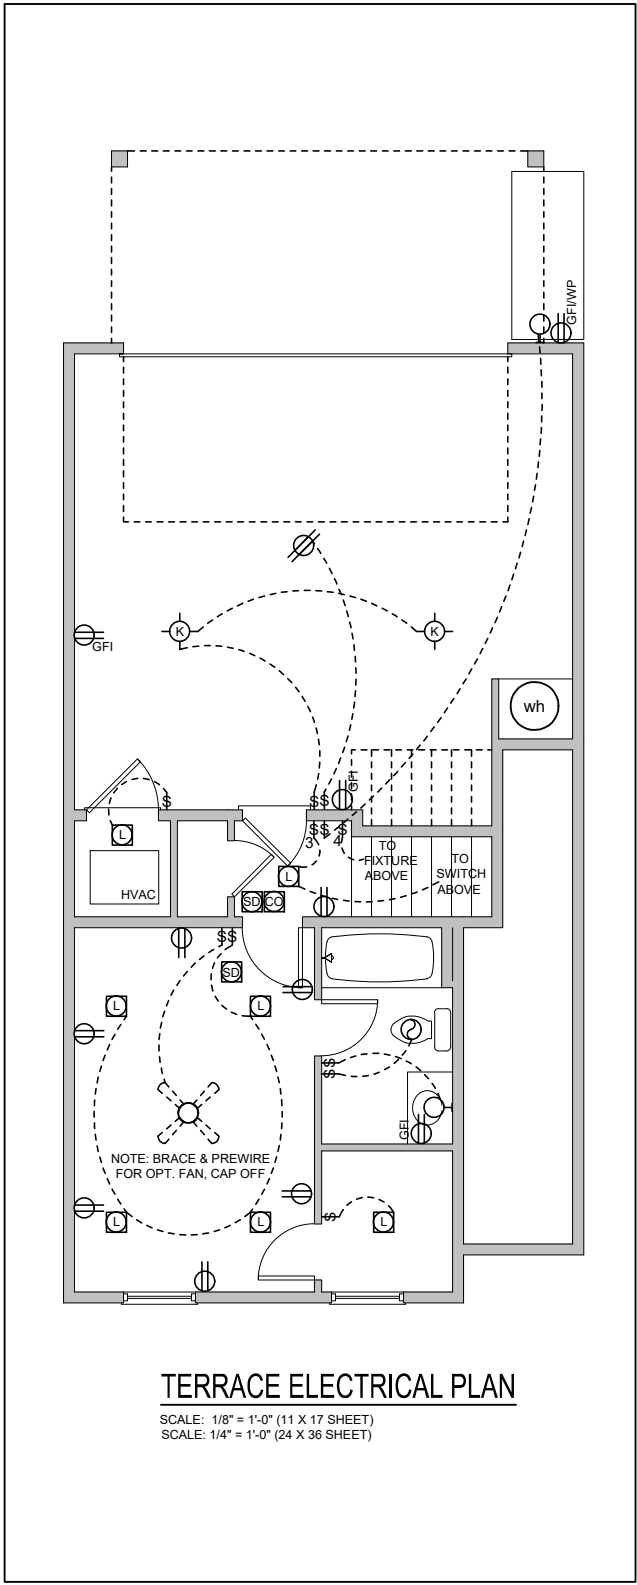 GFI/WP
K
K
GFI
wh
$
$$
GFI
L
$$
$
3
4
TO
FIXTURE
ABOVE
TO
SWITCH
ABOVE
L
HVAC
SD
CO
$$
SD
L
L
$
$
GFI
NOTE: BRACE & PREWIRE
FOR OPT. FAN, CAP OFF
L
L
$
L
TERRACE ELECTRICAL PLAN
SCALE: 1/8" = 1'-0" (11 X 17 SHEET)
SCALE: 1/4" = 1'-0" (24 X 36 SHEET)